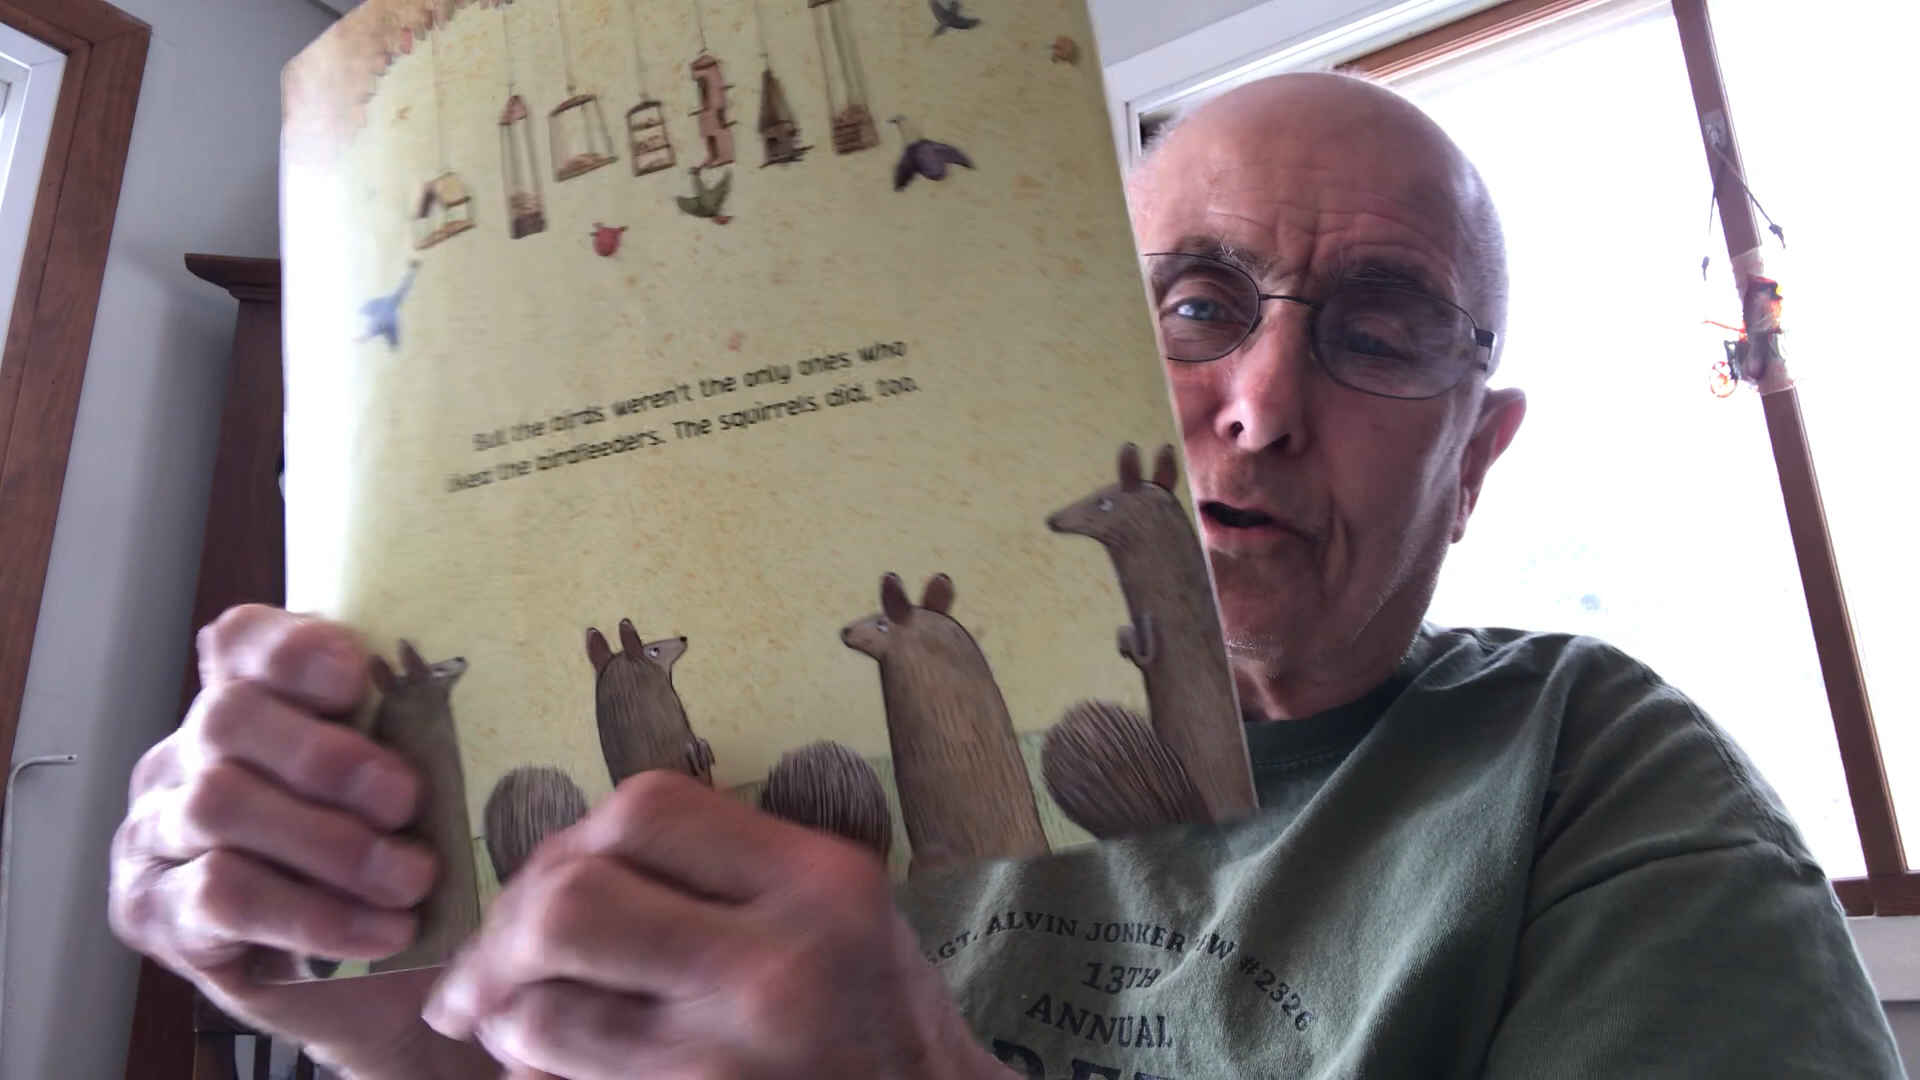 But the birds weren't the only ones who
liked the birdfeeders. The squirrels did, too.
SGT. ALVIN JONKER VFW #2326
13TH
ANNUAL